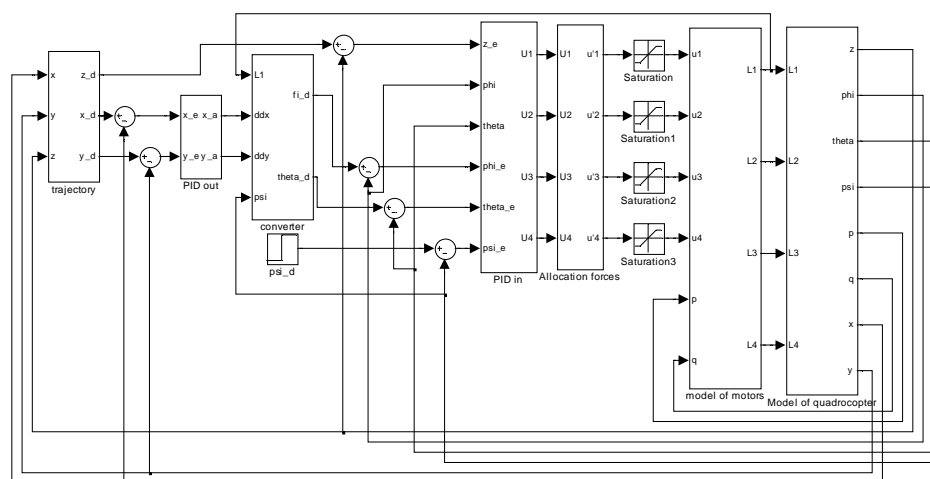 x
y
z
z_d
x_d
y_d
trajectory
x_e
x_a
y_e
y_a
PID out
L1
ddx
ddy
psi
fi_d
theta_d
converter
psi_d
z_e
phi
theta
phi_e
theta_e
psi_e
U1
U2
U3
U4
PID in
U1
U2
U3
U4
u'1
u'2
u'3
u'4
Allocation forces
Saturation
Saturation1
Saturation2
Saturation3
u1
u2
u3
u4
p
q
L1
L2
L3
L4
model of motors
L1
L2
L3
L4
z
phi
theta
psi
p
q
x
y
Model of quadrocopter